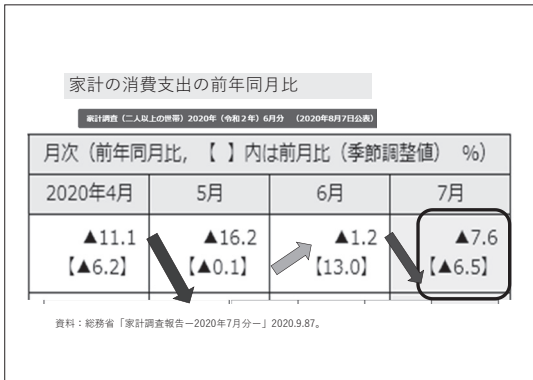 家計の消費支出の前年同月比
家計調査（二人以上の世帯）2020年（令和２年）6月分　（2020年8月7日公表）
月次（前年同月比，【　】内は前月比（季節調整値）　％）
2020年4月　5月　6月　7月
▲11.1　▲16.2　▲1.2　▲7.6
【▲6.2】　【▲0.1】　【13.0】　【▲6.5】
資料：総務省「家計調査報告ー2020年7月分ー」2020.9.87。